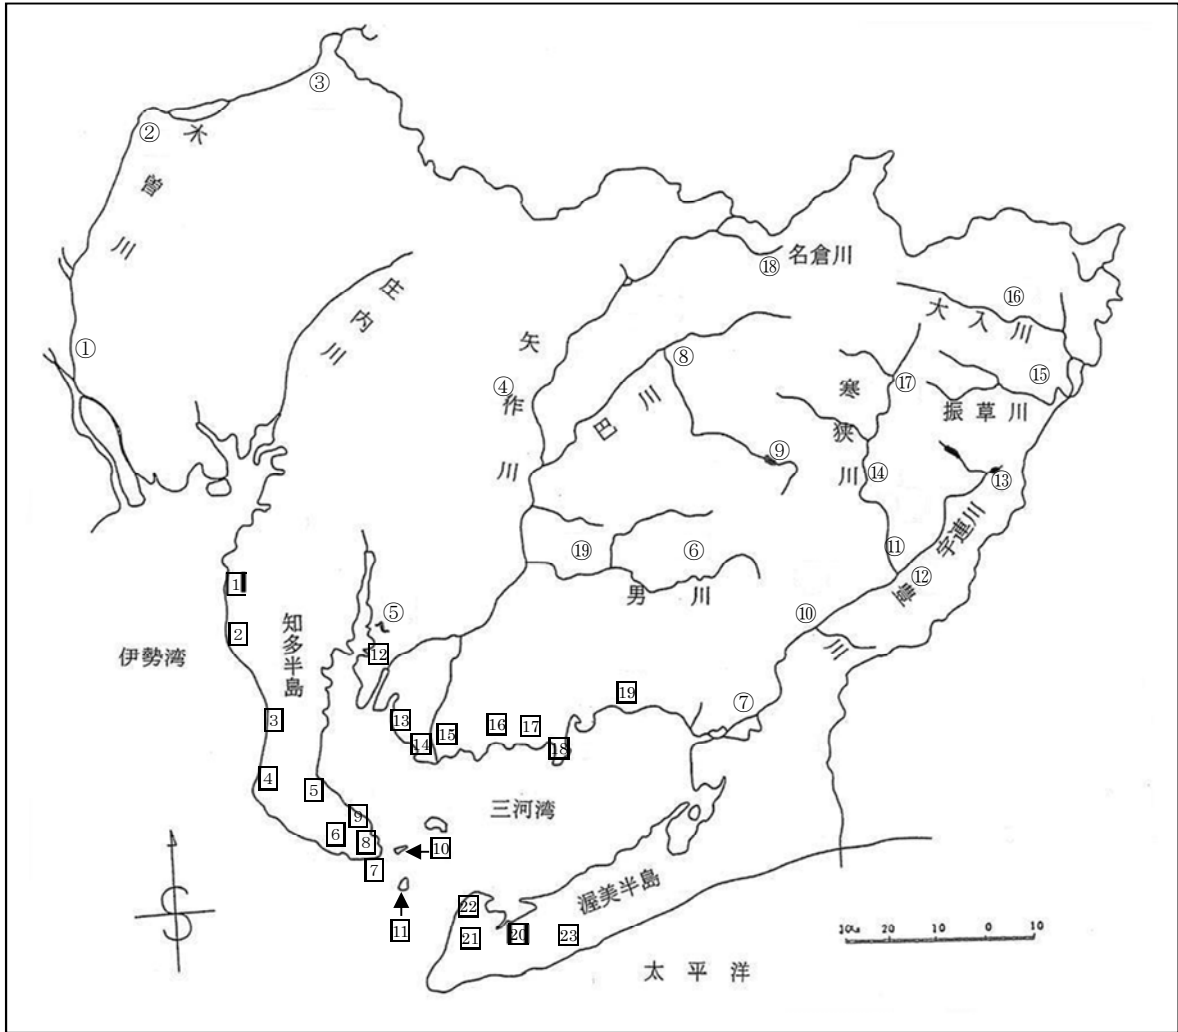 ③
②
木
曽
川
①
庄
内
川
名倉川
⑱
⑯
大入川
矢
作
川
④
⑧
巴川
寒
狭
川
⑰
⑮
振草川
⑨
⑭
⑬
⑲
⑥
男川
⑪
宇連川
⑫
豊
川
⑩
⑤
⑦
伊勢湾
知多半島
1
2
3
4
5
6
7
8
9
10
11
12
13
14
15
16
17
18
19
三河湾
渥美半島
22
21
20
23
太平洋
20
10
0
10